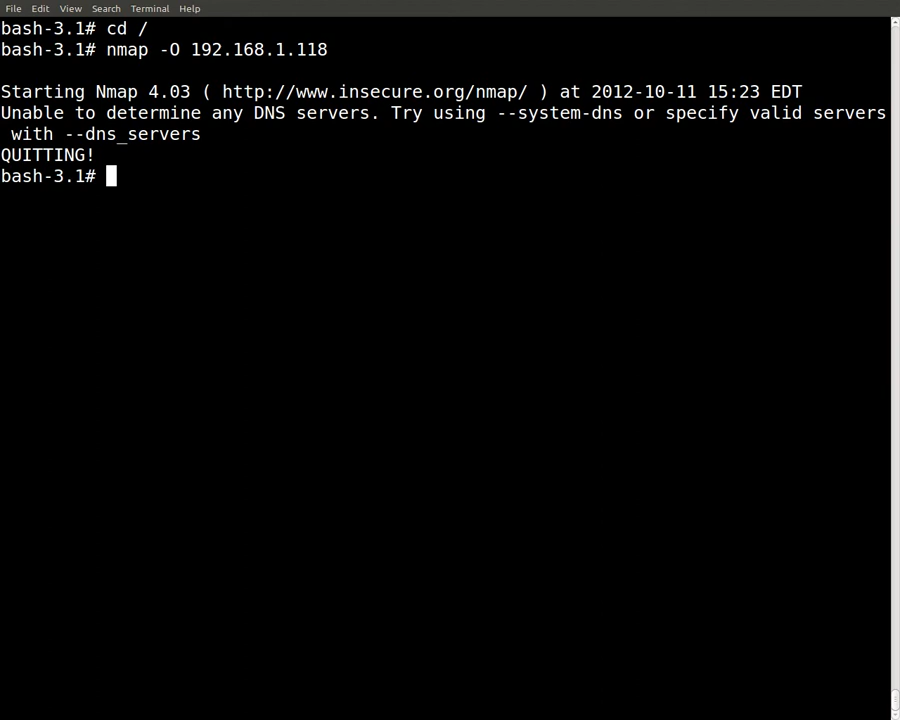 File Edit View Search Terminal Help
bash-3.1# cd /
bash-3.1# nmap -O 192.168.1.118
Starting Nmap 4.03 ( http://www.insecure.org/nmap/ ) at 2012-10-11 15:23 EDT
Unable to determine any DNS servers. Try using --system-dns or specify valid servers
with --dns_servers
QUITTING!
bash-3.1#